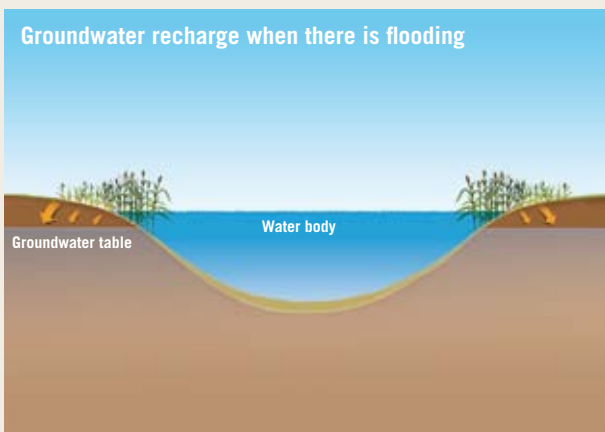 Groundwater recharge when there is flooding
Water body
Groundwater table